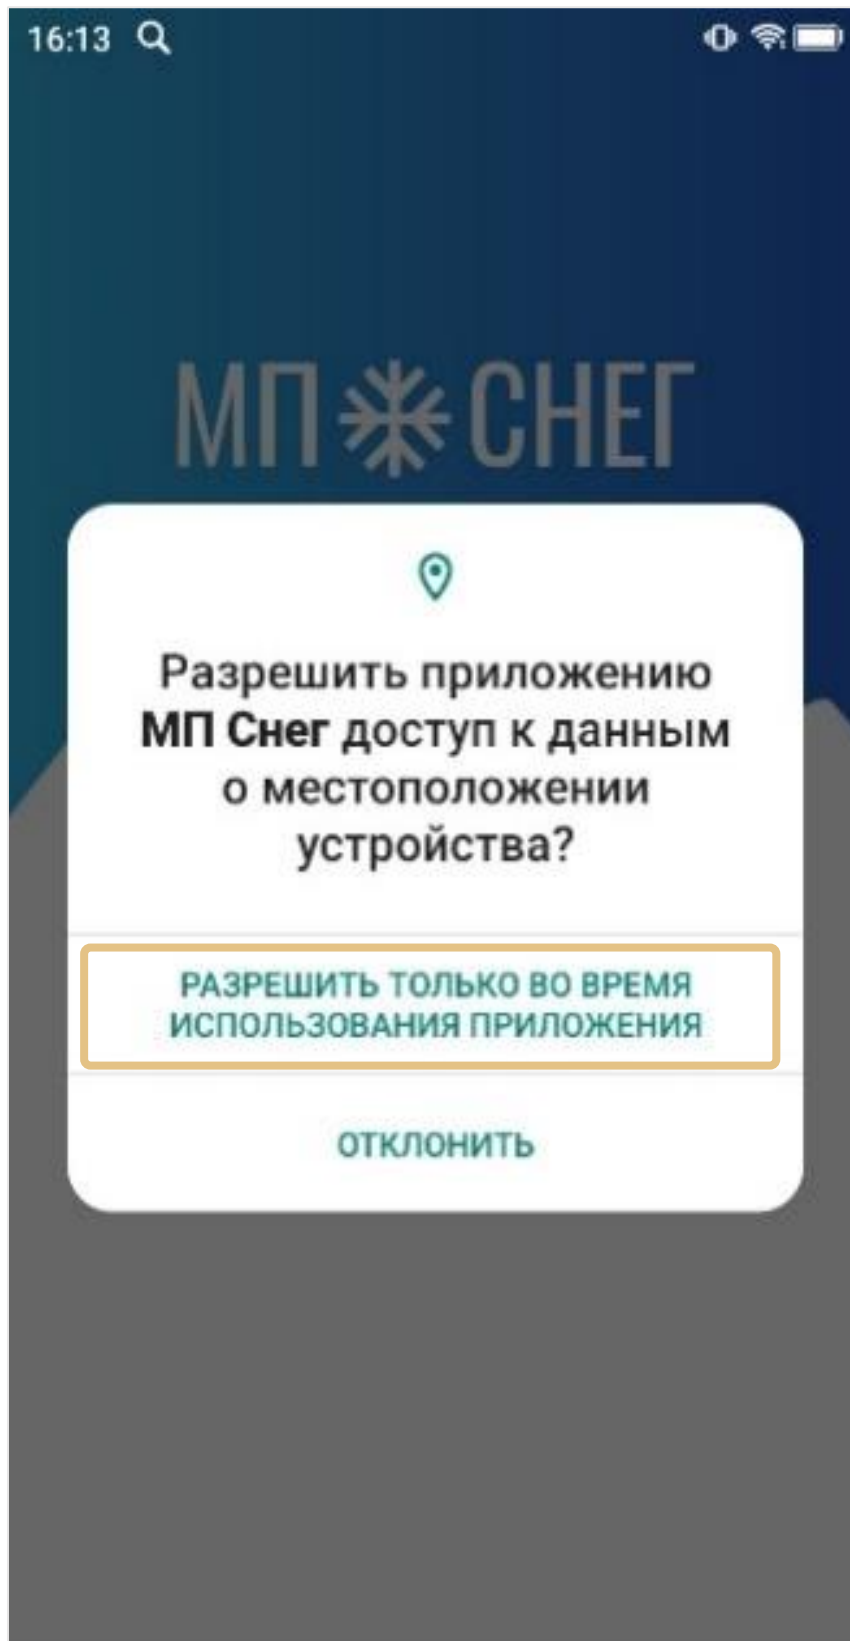 16:13
МП СНЕГ
Разрешить приложению
МП Снег доступ к данным
о местоположении
устройства?
РАЗРЕШИТЬ ТОЛЬКО ВО ВРЕМЯ
ИСПОЛЬЗОВАНИЯ ПРИЛОЖЕНИЯ
ОТКЛОНИТЬ